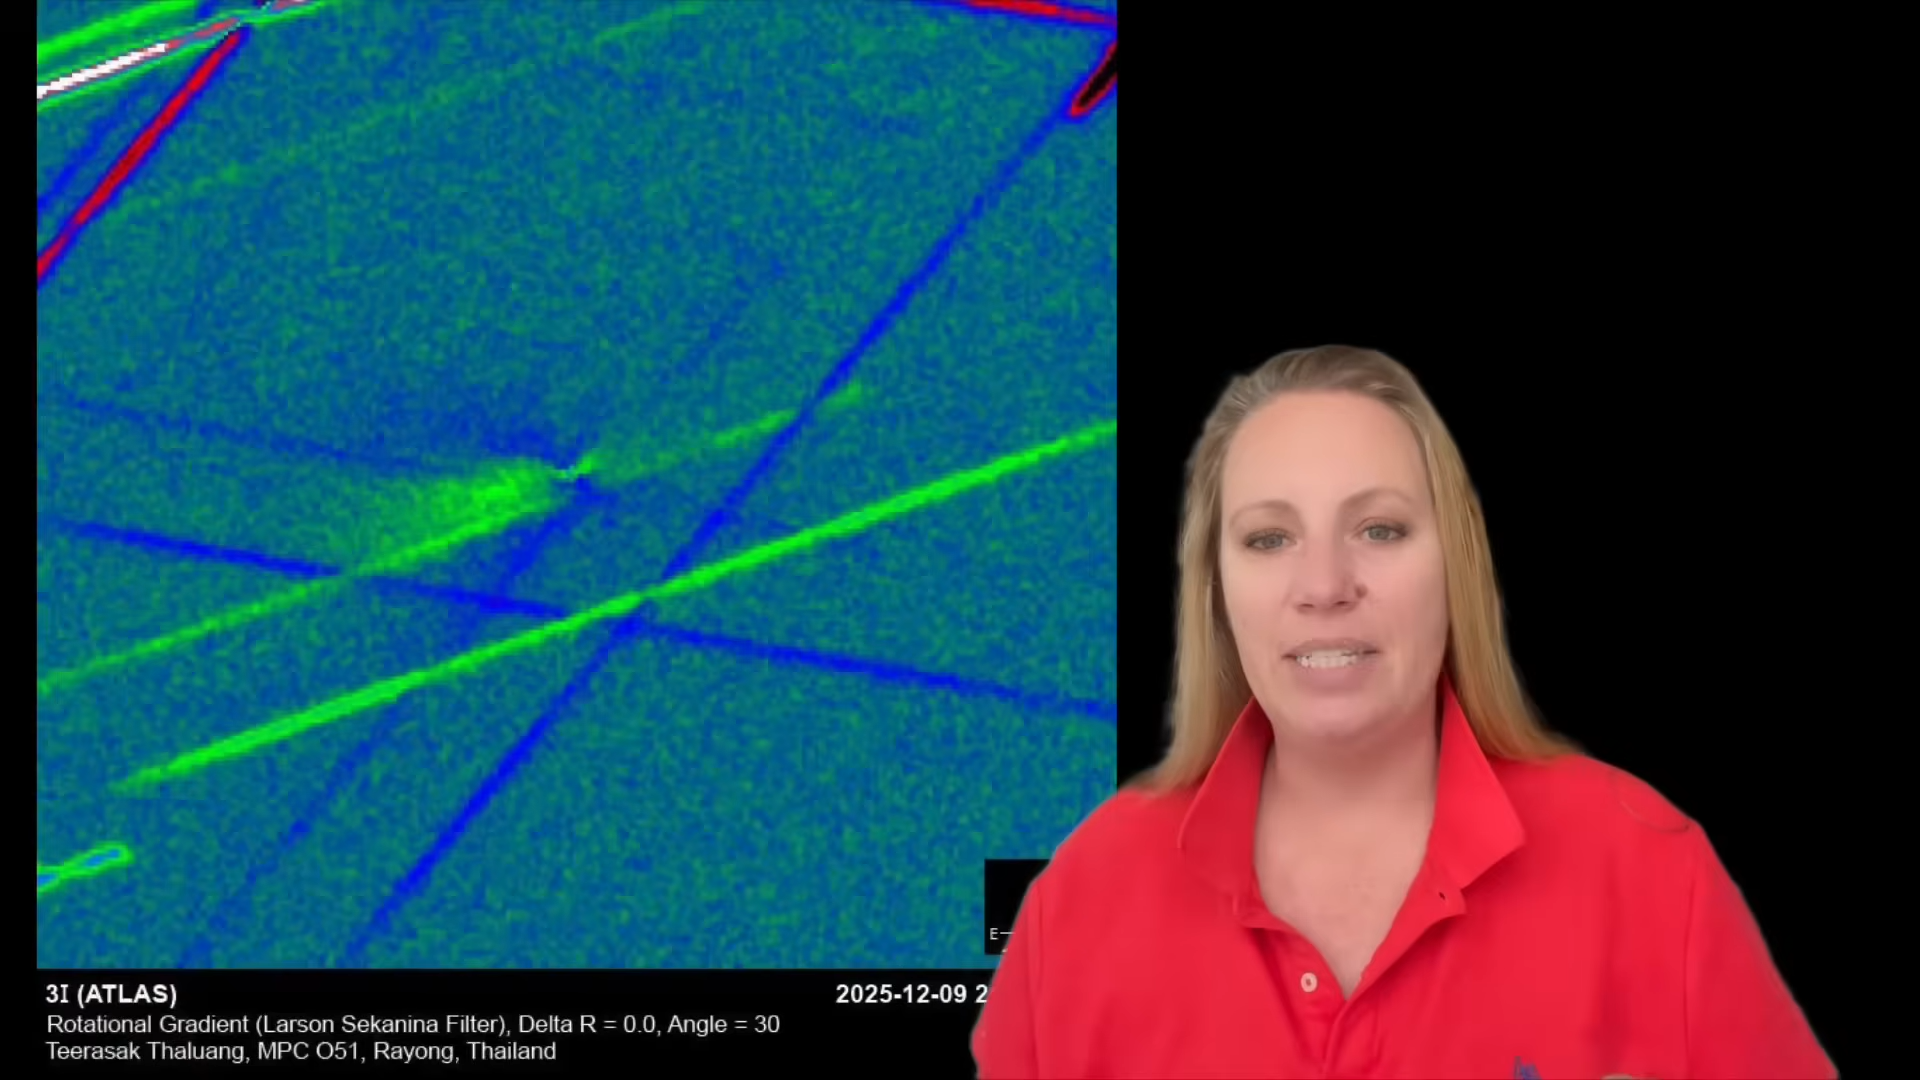 E
3I (ATLAS)
2025-12-09 2
Rotational Gradient (Larson Sekanina Filter), Delta R = 0.0, Angle = 30
Teerasak Thaluang, MPC O51, Rayong, Thailand